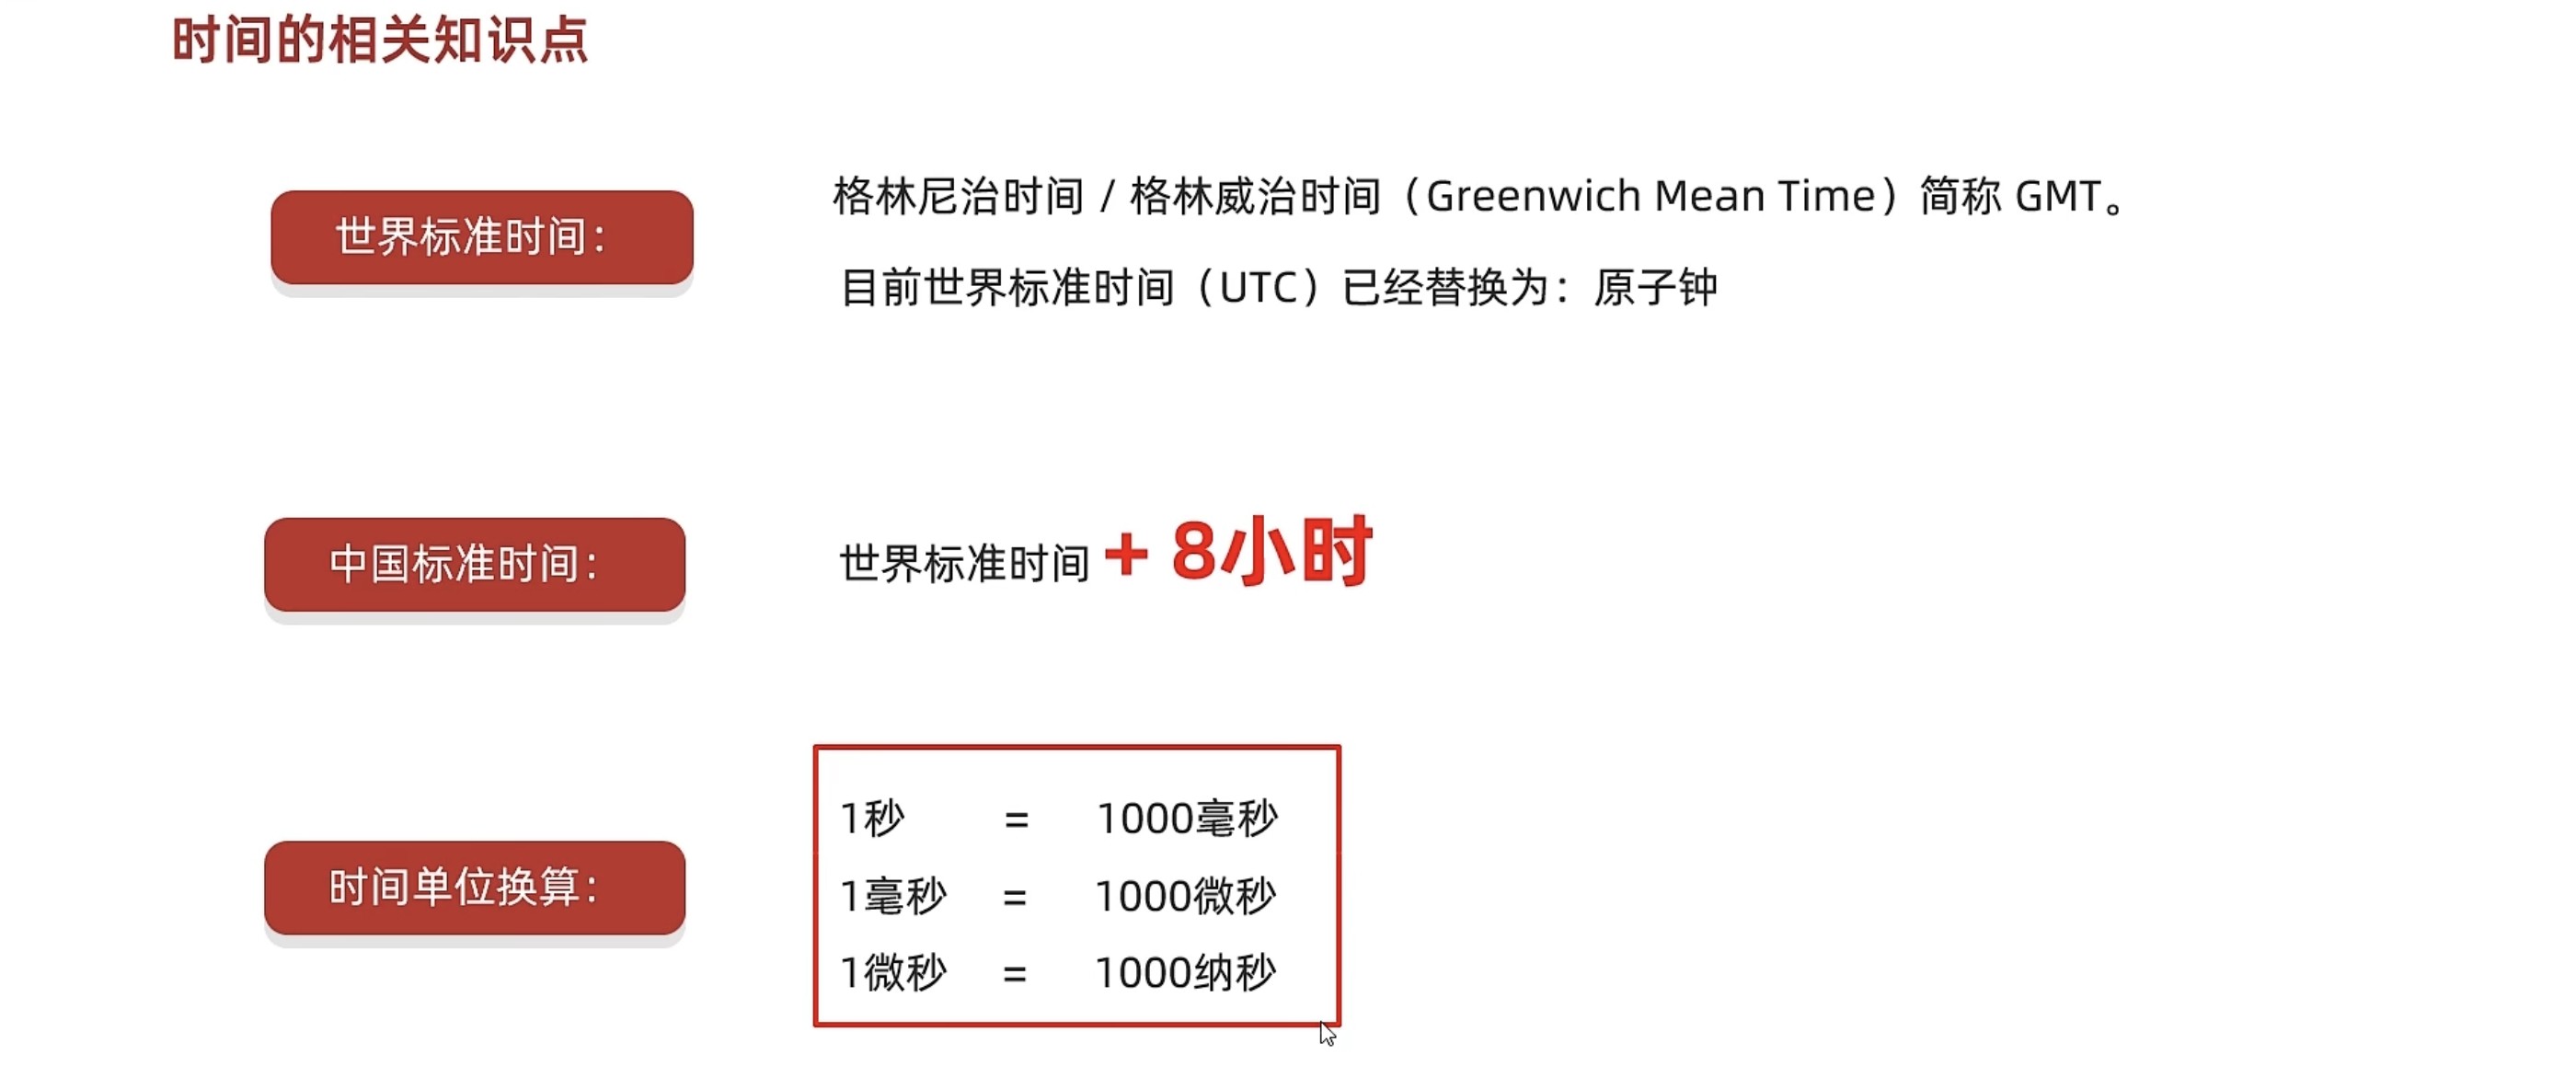 时间的相关知识点
世界标准时间：
格林尼治时间 / 格林威治时间（Greenwich Mean Time）简称 GMT。
目前世界标准时间（UTC）已经替换为：原子钟
中国标准时间：
世界标准时间 + 8小时
时间单位换算：
1秒 = 1000毫秒
1毫秒 = 1000微秒
1微秒 = 1000纳秒